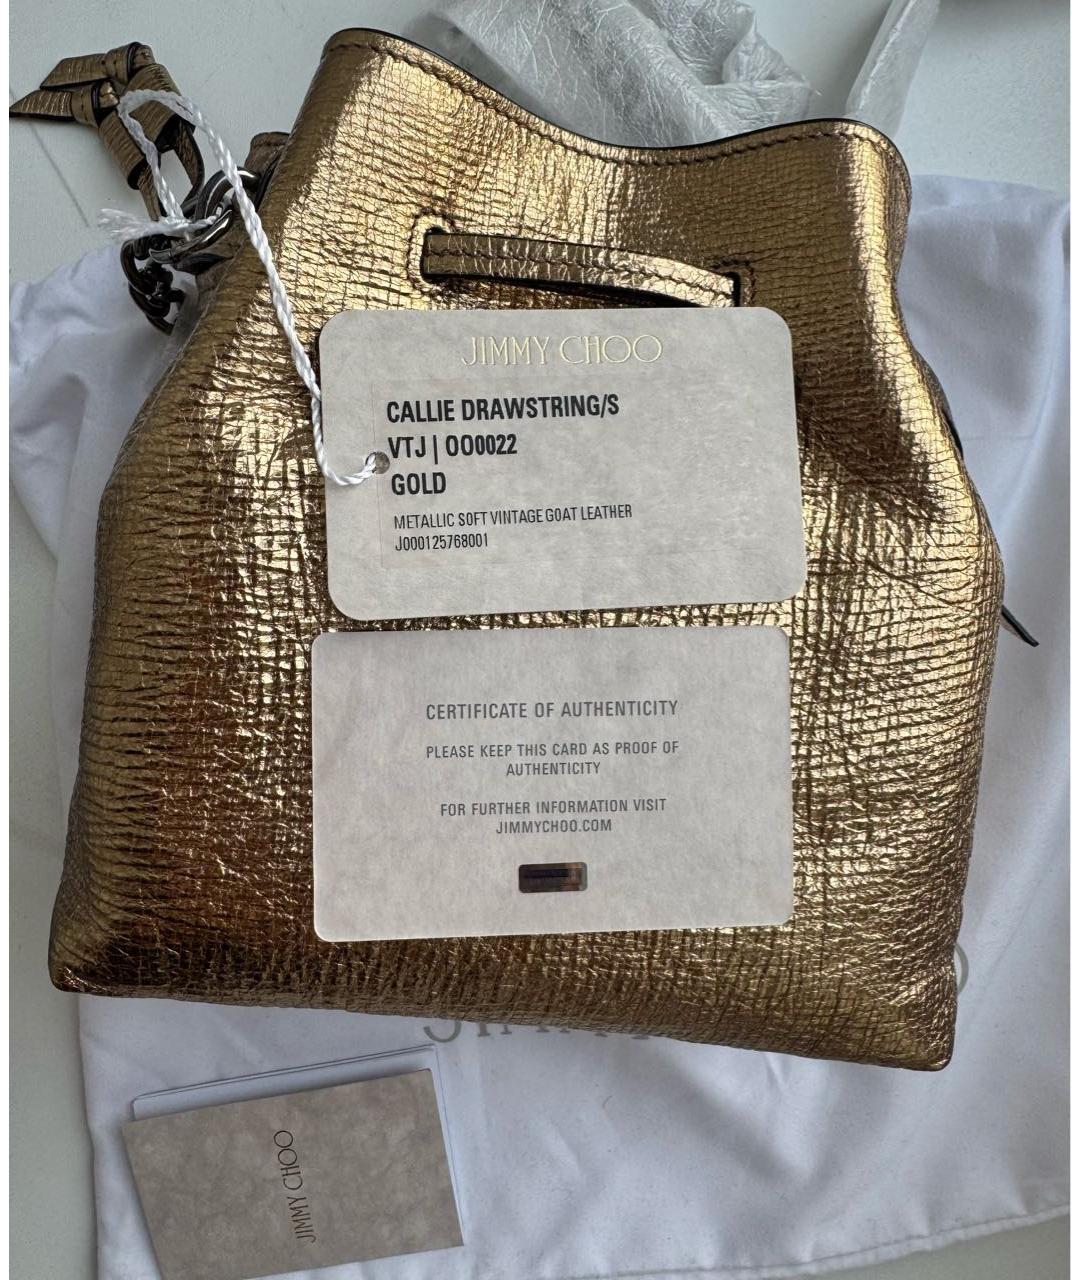 JIMMY CHOO
CALLIE DRAWSTRING/S
VTJ | OO0022
GOLD
METALLIC SOFT VINTAGE GOAT LEATHER
J000125768001
CERTIFICATE OF AUTHENTICITY
PLEASE KEEP THIS CARD AS PROOF OF
AUTHENTICITY
FOR FURTHER INFORMATION VISIT
JIMMYCHOO.COM
JIMMY CHOO